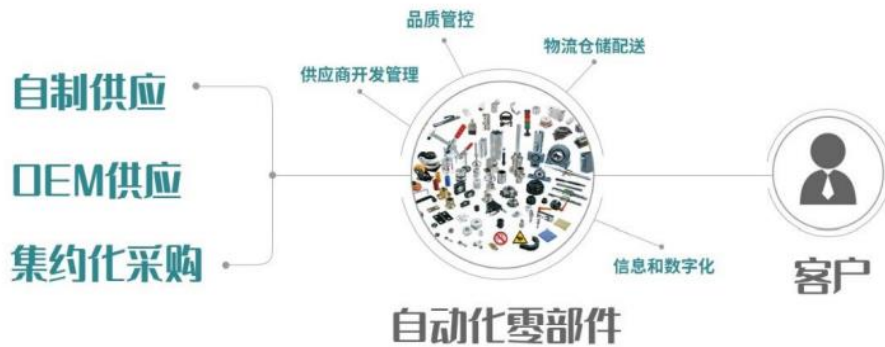 品质管控
物流仓储配送
供应商开发管理
自制供应
OEM供应
集约化采购
信息和数字化
客户
自动化零部件